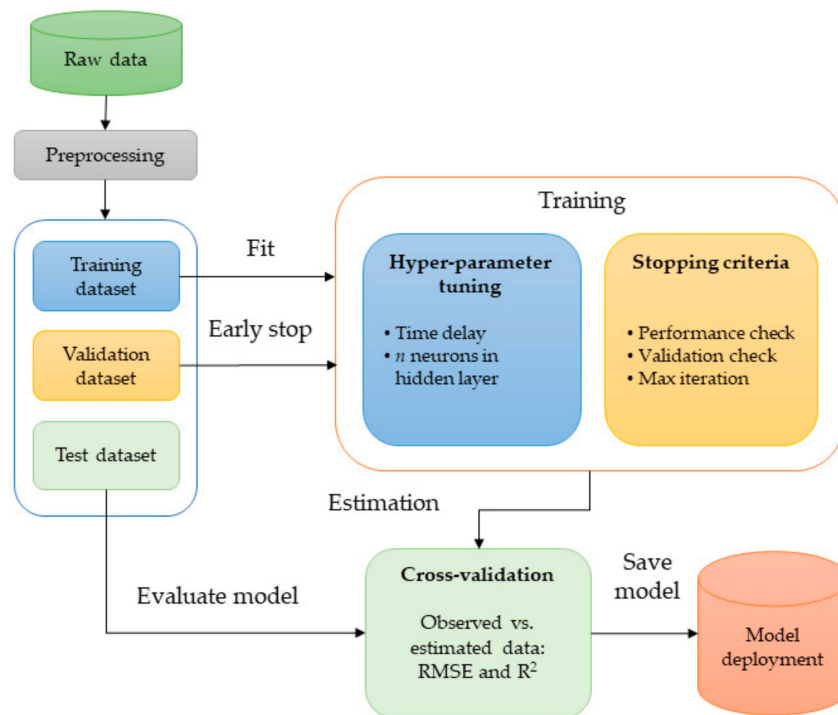 Raw data
Preprocessing
Training
dataset
Validation
dataset
Test dataset
Fit
Early stop
Training
Hyper-parameter
tuning
• Time delay
• n neurons in
hidden layer
Stopping criteria
• Performance check
• Validation check
• Max iteration
Estimation
Evaluate model
Cross-validation
Observed vs.
estimated data:
RMSE and R²
Save
model
Model
deployment